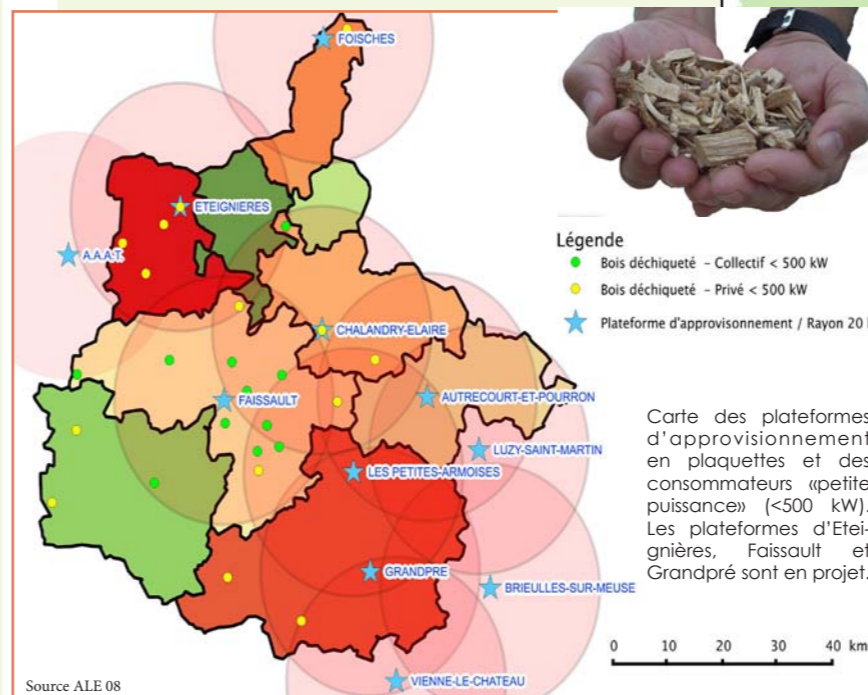 FOISCHES
ETEIGNIERES
A.A.A.T.
CHALANDRY-ELAIRE
FAISSAULT
AUTRECOURT-ET-POURRON
LUZY-SAINT-MARTIN
LES PETITES-ARMOISES
GRANDPRE
BRIEULLES-SUR-MEUSE
VIENNE-LE-CHATEAU
Source ALE 08
Légende
Bois déchiqueté - Collectif < 500 kW
Bois déchiqueté - Privé < 500 kW
Plateforme d'approvisonnement / Rayon 20
Carte des plateformes
d'approvisionnement
en plaquettes et des
consommateurs «petite
puissance» (<500 kW).
Les plateformes d'Etei-
gnières, Faissault et
Grandpré sont en projet.
0 10 20 30 40 km